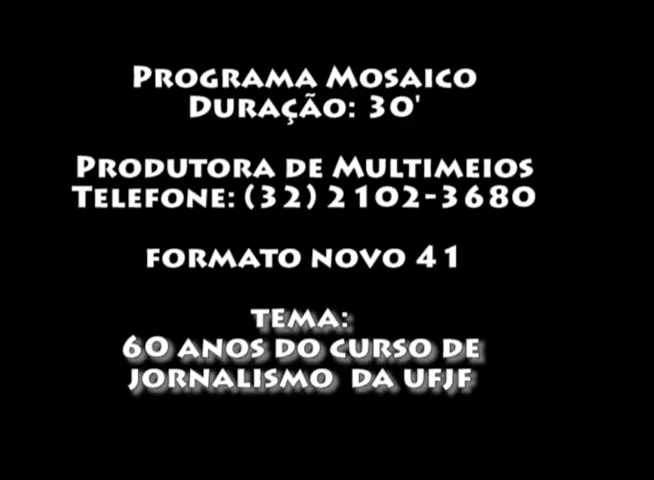 PROGRAMA MOSAICO
DURAÇÃO: 30'
PRODUTORA DE MULTIMEIOS
TELEFONE: (32) 2102-3680
FORMATO NOVO 41
TEMA:
60 ANOS DO CURSO DE
JORNALISMO DA UFJF